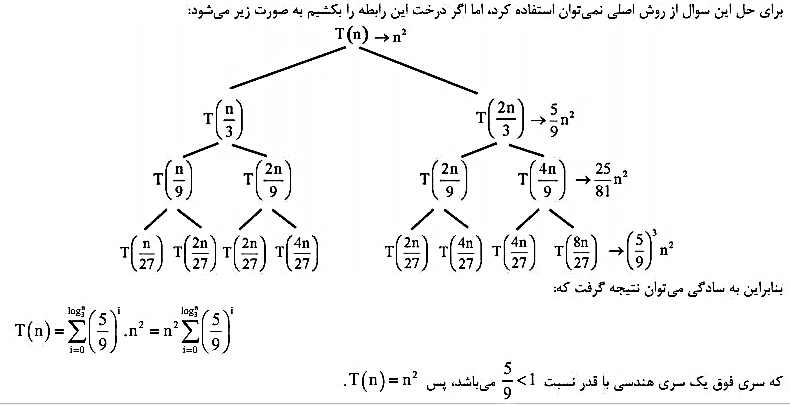 برای حل این سوال از روش اصلی نمی‌توان استفاده کرد، اما اگر درخت این رابطه را بکشیم به صورت زیر می‌شود:
T(n) → n²
T(n/3) T(2n/3) → 5/9 n²
T(n/9) T(2n/9) T(2n/9) T(4n/9) → 25/81 n²
T(n/27) T(2n/27) T(2n/27) T(4n/27) T(2n/27) T(4n/27) T(4n/27) T(8n/27) → (5/9)³ n²
بنابراین به سادگی می‌توان نتیجه گرفت که:
T(n) = ∑_{i=0}^{log₃ⁿ} (5/9)^i . n² = n² ∑_{i=0}^{log₃ⁿ} (5/9)^i
که سری فوق یک سری هندسی با قدر نسبت 5/9 < 1 می‌باشد، پس T(n) = n².